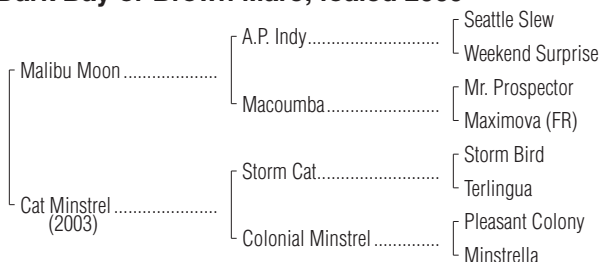 Dark Bay or Brown Mare; foaled
Seattle Slew
A.P. Indy
Weekend Surprise
Malibu Moon
Mr. Prospector
Macoumba
Maximova (FR)
Storm Bird
Storm Cat
Terlingua
Cat Minstrel
(2003)
Pleasant Colony
Colonial Minstrel
Minstrella